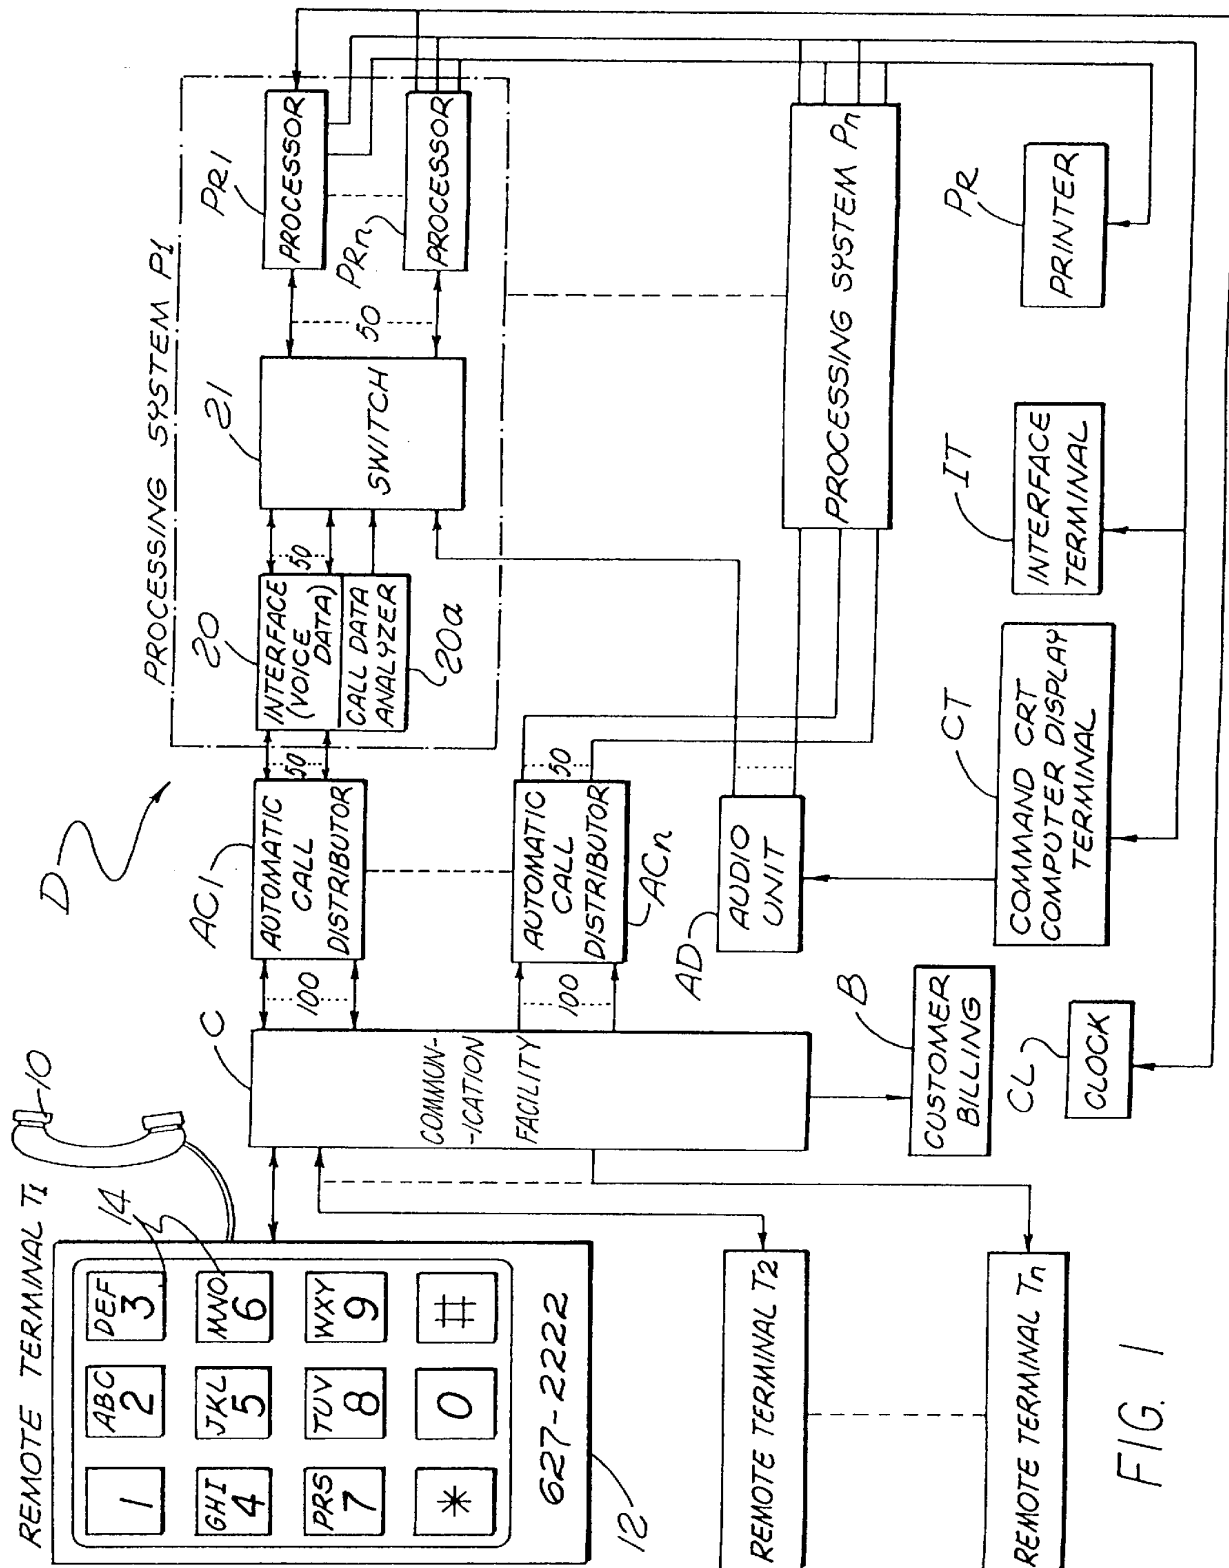 REMOTE TERMINAL T1
1
ABC
2
DEF
3
GHI
4
JKL
5
MNO
6
PRS
7
TUV
8
WXY
9
*
0
#
627-2222
10
14
12
REMOTE TERMINAL T2
REMOTE TERMINAL Tn
C
COMMUN-
-ICATION
FACILITY
100
100
B
CUSTOMER
BILLING
CL
CLOCK
D
AC1
AUTOMATIC
CALL
DISTRIBUTOR
AUTOMATIC
CALL
DISTRIBUTOR
ACn
50
50
AD
AUDIO
UNIT
CT
COMMAND CRT
COMPUTER DISPLAY
TERMINAL
PROCESSING SYSTEM P1
20
INTERFACE
(VOICE
DATA)
CALL DATA
ANALYZER
20a
50
21
SWITCH
50
PR1
PROCESSOR
PRn
PROCESSOR
PROCESSING SYSTEM Pn
IT
INTERFACE
TERMINAL
PR
PRINTER
FIG. 1